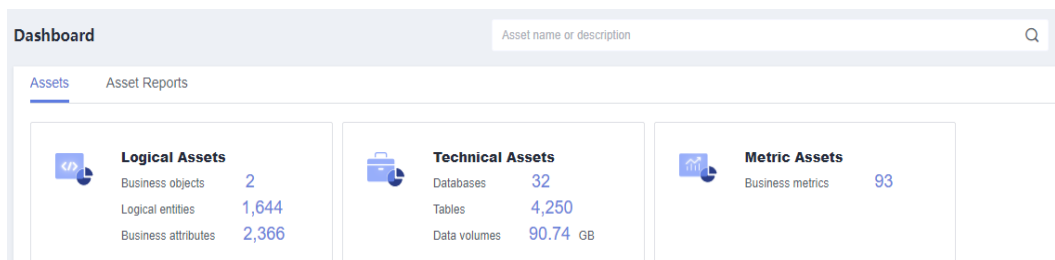 Dashboard
Asset name or description
Assets
Asset Reports
Logical Assets
Business objects 2
Logical entities 1,644
Business attributes 2,366
Technical Assets
Databases 32
Tables 4,250
Data volumes 90.74 GB
Metric Assets
Business metrics 93